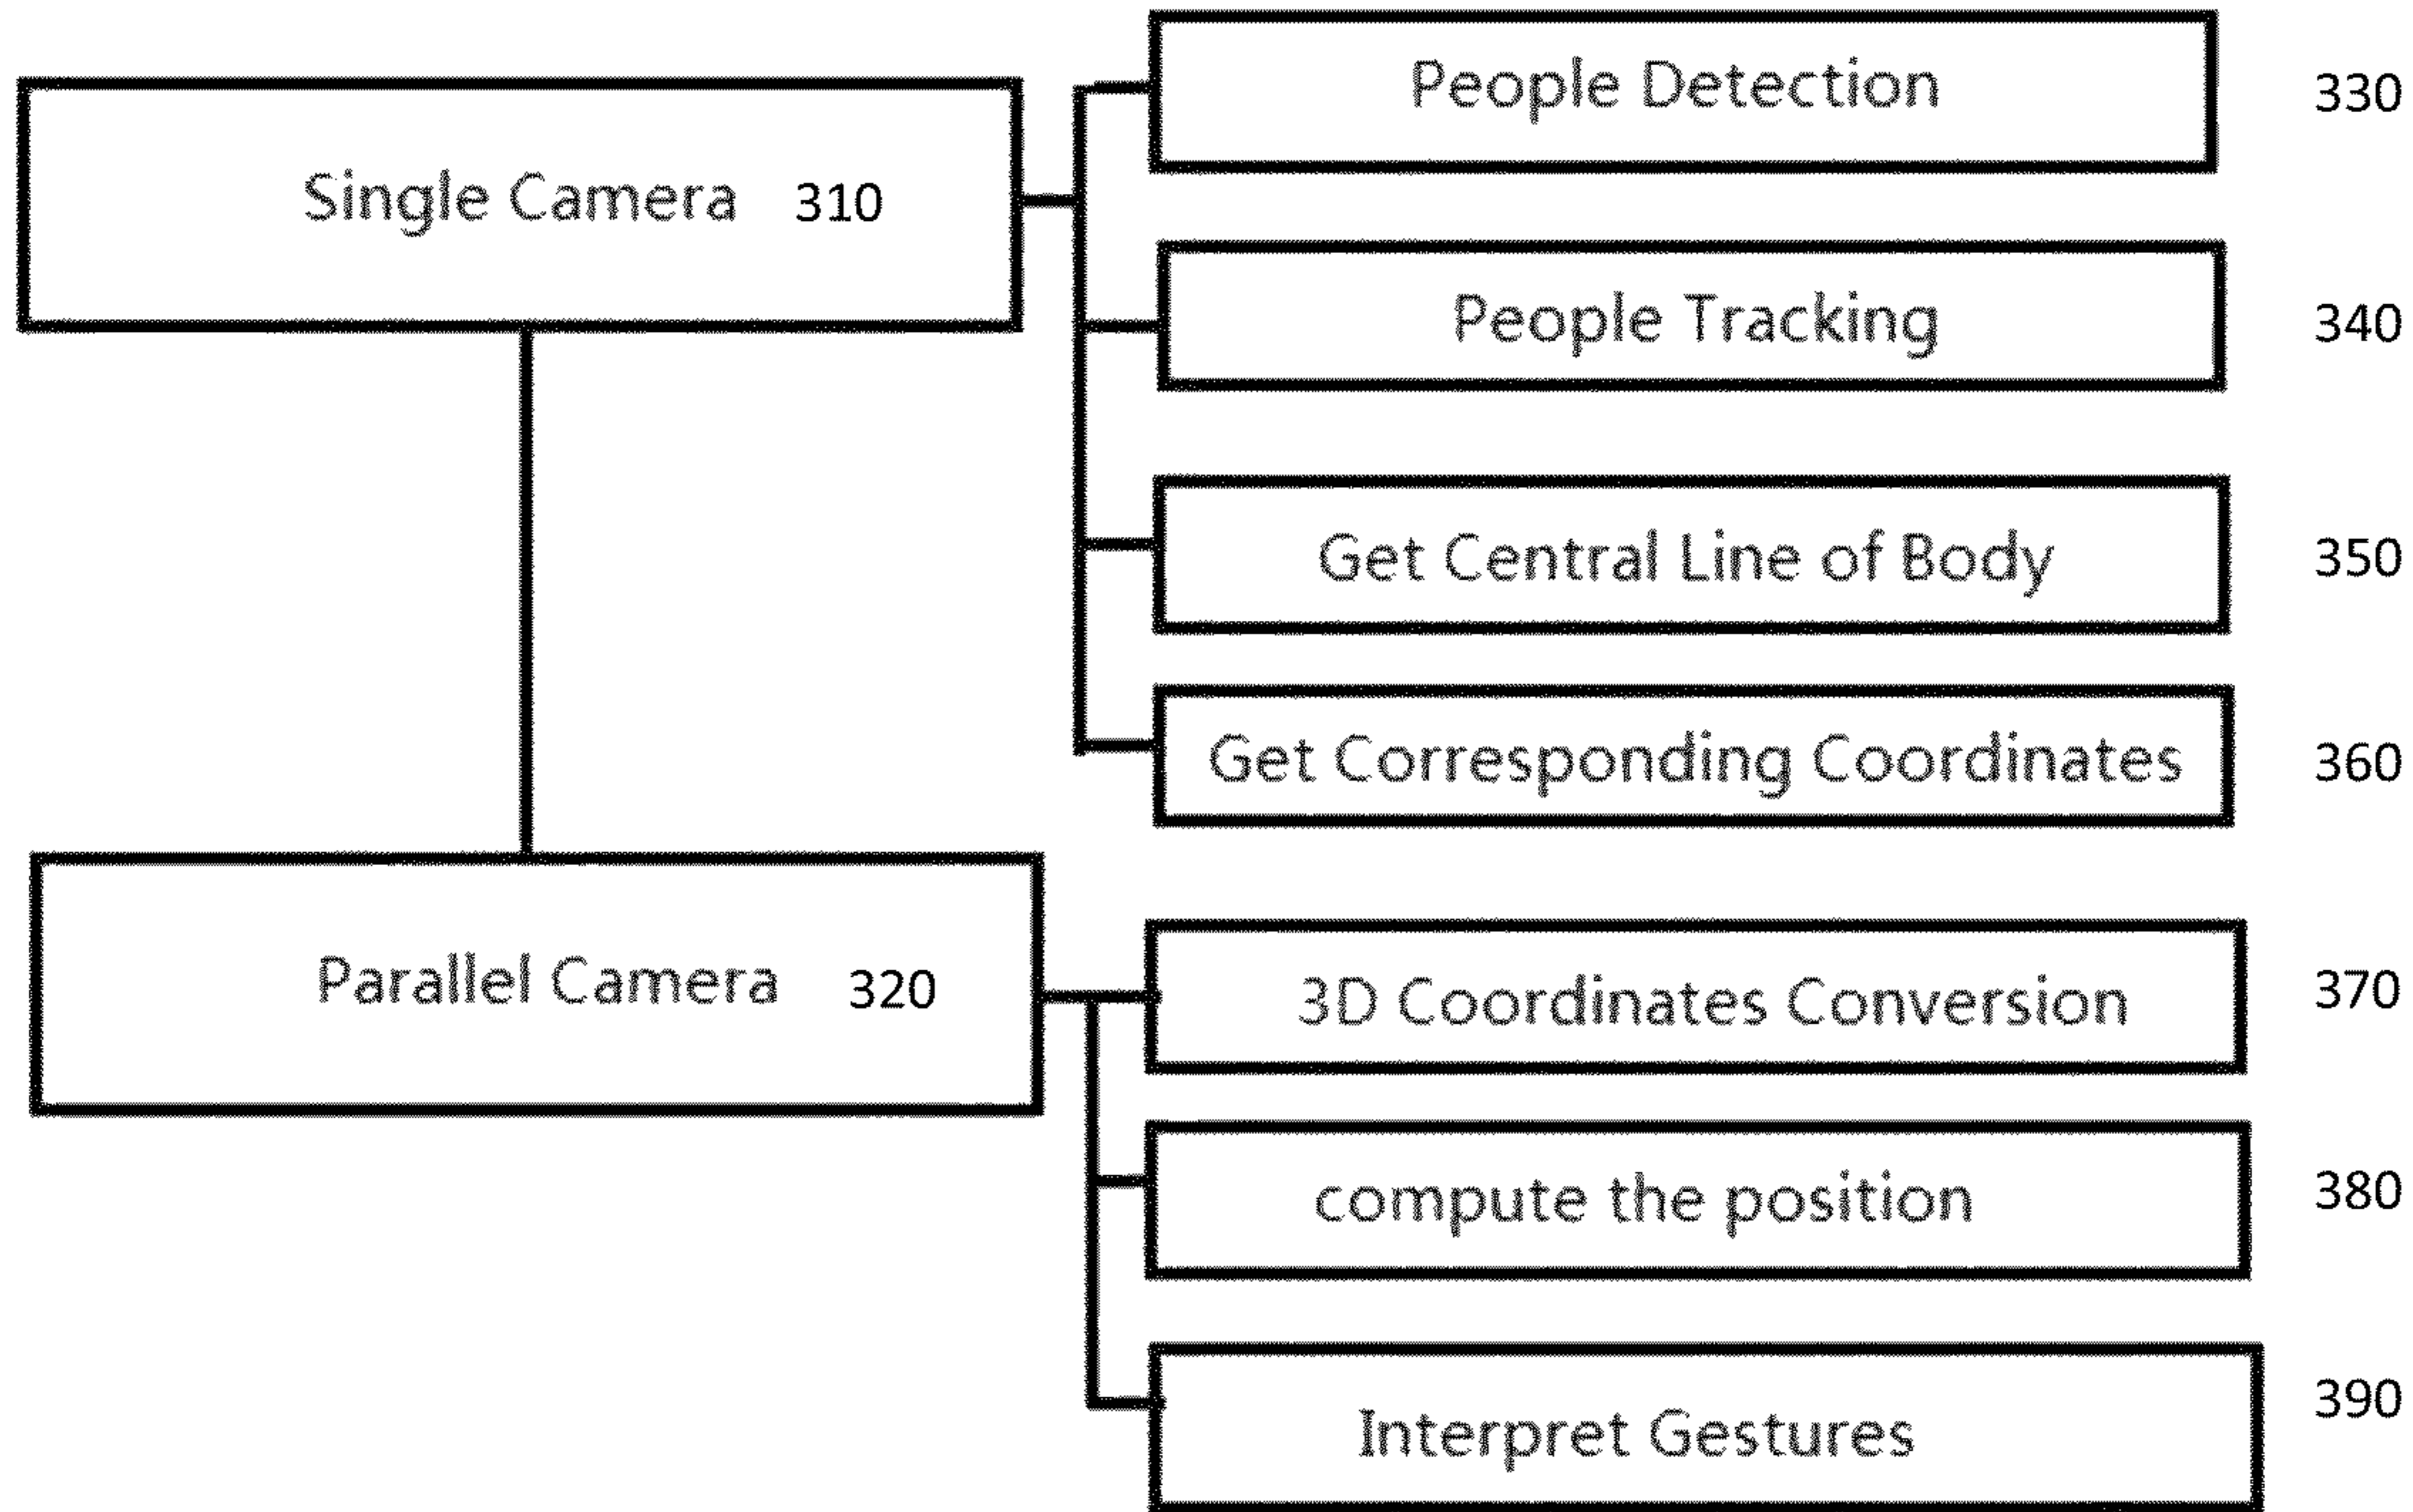 People Detection 330
Single Camera 310
People Tracking 340
Get Central Line of Body 350
Get Corresponding Coordinates 360
Parallel Camera 320
3D Coordinates Conversion 370
compute the position 380
Interpret Gestures 390